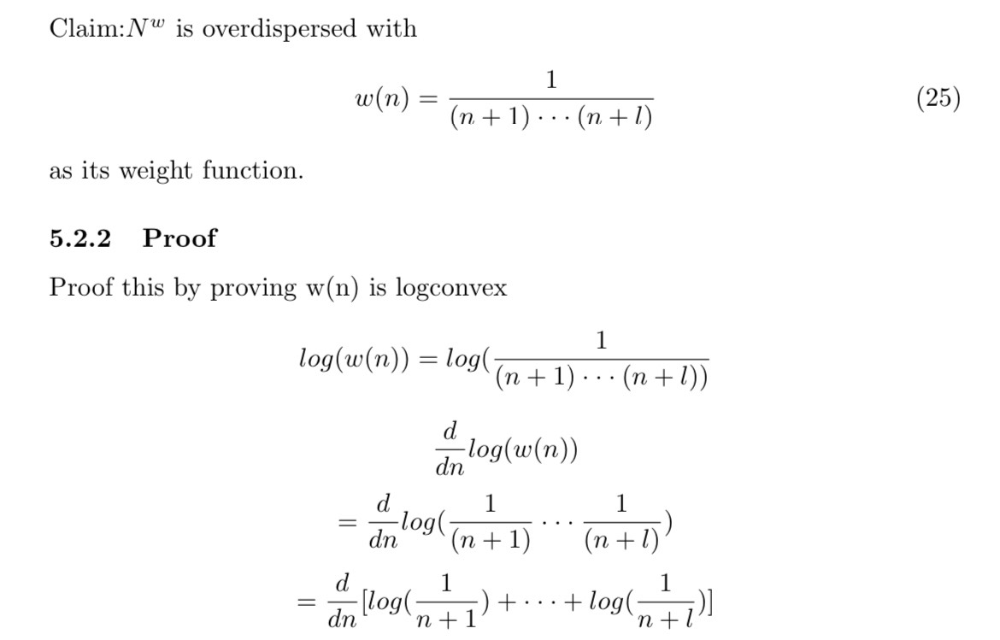 Claim:N^w is overdispersed with
w(n) = \frac{1}{(n + 1) \cdots (n + l)} (25)
as its weight function.
5.2.2 Proof
Proof this by proving w(n) is logconvex
log(w(n)) = log(\frac{1}{(n + 1) \cdots (n + l))}
\frac{d}{dn} log(w(n))
= \frac{d}{dn} log(\frac{1}{(n + 1)} \cdots \frac{1}{(n + l)})
= \frac{d}{dn} [log(\frac{1}{n + 1}) + \cdots + log(\frac{1}{n + l})]